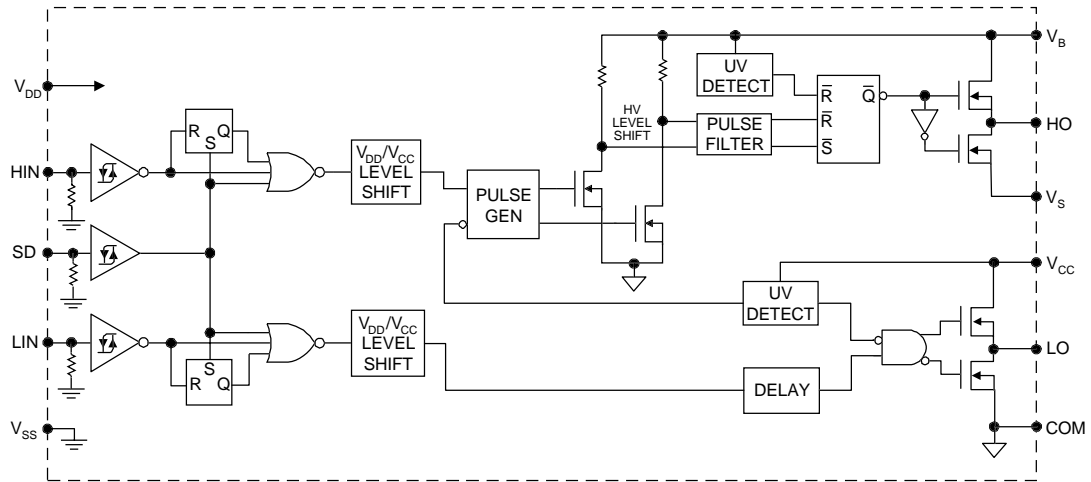 V_B
UV
DETECT
V_DD
R̅
Q̅
HV
LEVEL
SHIFT
R Q
S
PULSE
FILTER
R̅
S̅
HO
HIN
V_DD/V_CC
LEVEL
SHIFT
PULSE
GEN
V_S
SD
V_CC
UV
DETECT
LIN
V_DD/V_CC
LEVEL
SHIFT
LO
S
R Q
DELAY
V_SS
COM